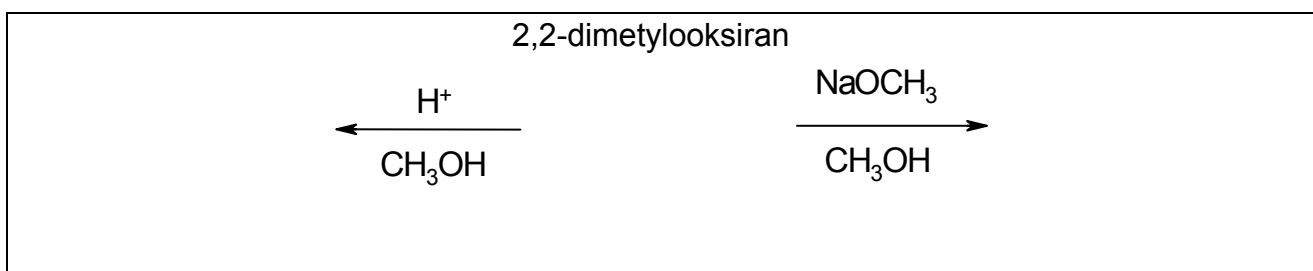 2,2-dimetylooksiran
H⁺
CH₃OH
NaOCH₃
CH₃OH